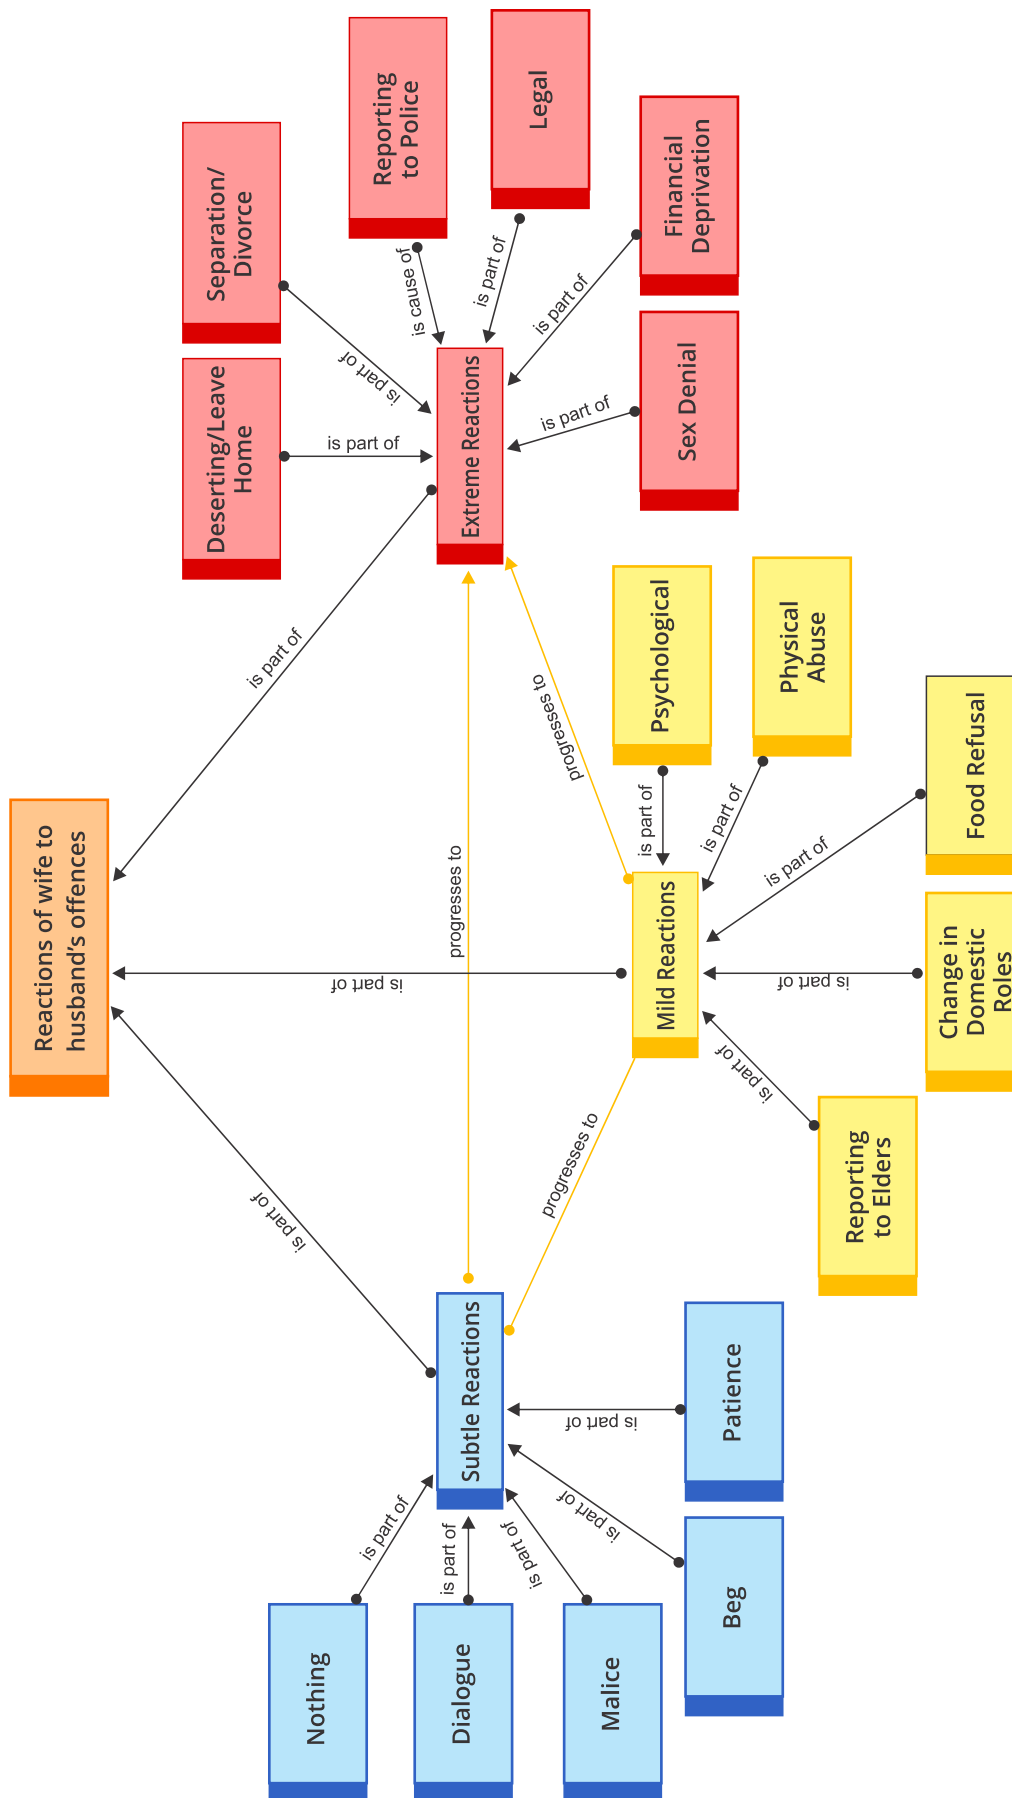 Reactions of wife to
husband's offences
is part of
is part of
is part of
Subtle Reactions
progresses to
Extreme Reactions
progresses to
progresses to
Mild Reactions
Nothing
is part of
Dialogue
is part of
Malice
is part of
Beg
is part of
Patience
is part of
Reporting
to Elders
is part of
Change in
Domestic
Roles
is part of
Food Refusal
is part of
Physical
Abuse
is part of
Psychological
is part of
Deserting/Leave
Home
is part of
Separation/
Divorce
is part of
Reporting
to Police
is cause of
Legal
is part of
Financial
Deprivation
is part of
Sex Denial
is part of